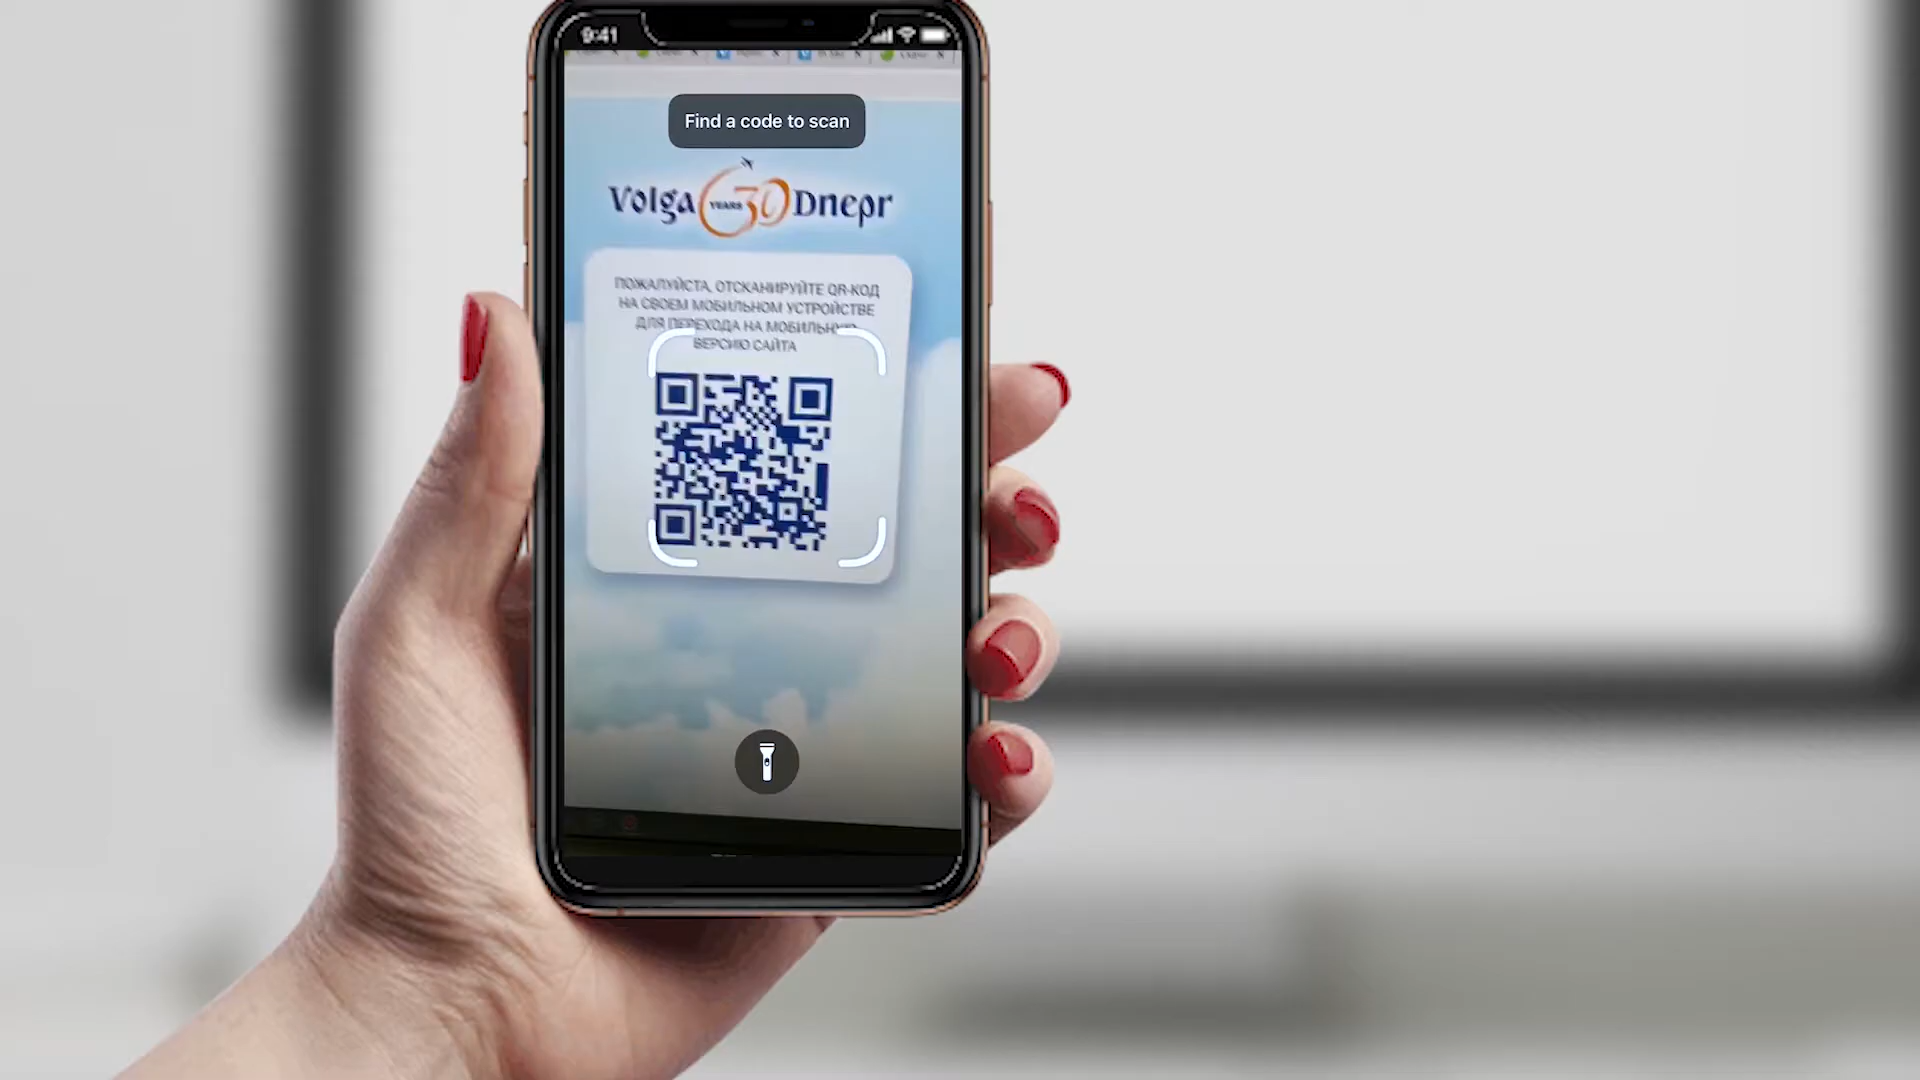 9:41
Find a code to scan
Volga 30 YEARS Dnepr
ПОЖАЛУЙСТА, ОТСКАНИРУЙТЕ QR-КОД
НА СВОЕМ МОБИЛЬНОМ УСТРОЙСТВЕ
ДЛЯ ПЕРЕХОДА НА МОБИЛЬНУЮ
ВЕРСИЮ САЙТА